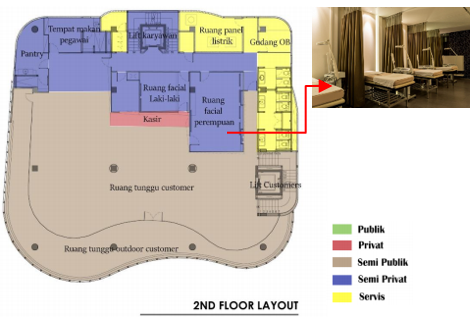 Tempat makan
pegawai
Lift karyawan
Ruang panel
listrik
Gudang OB
Pantry
Ruang facial
Laki-laki
Ruang
facial
perempuan
Kasir
Ruang tunggu customer
Lift Customers
Ruang tunggu outdoor customer
Publik
Privat
Semi Publik
Semi Privat
Servis
2ND FLOOR LAYOUT